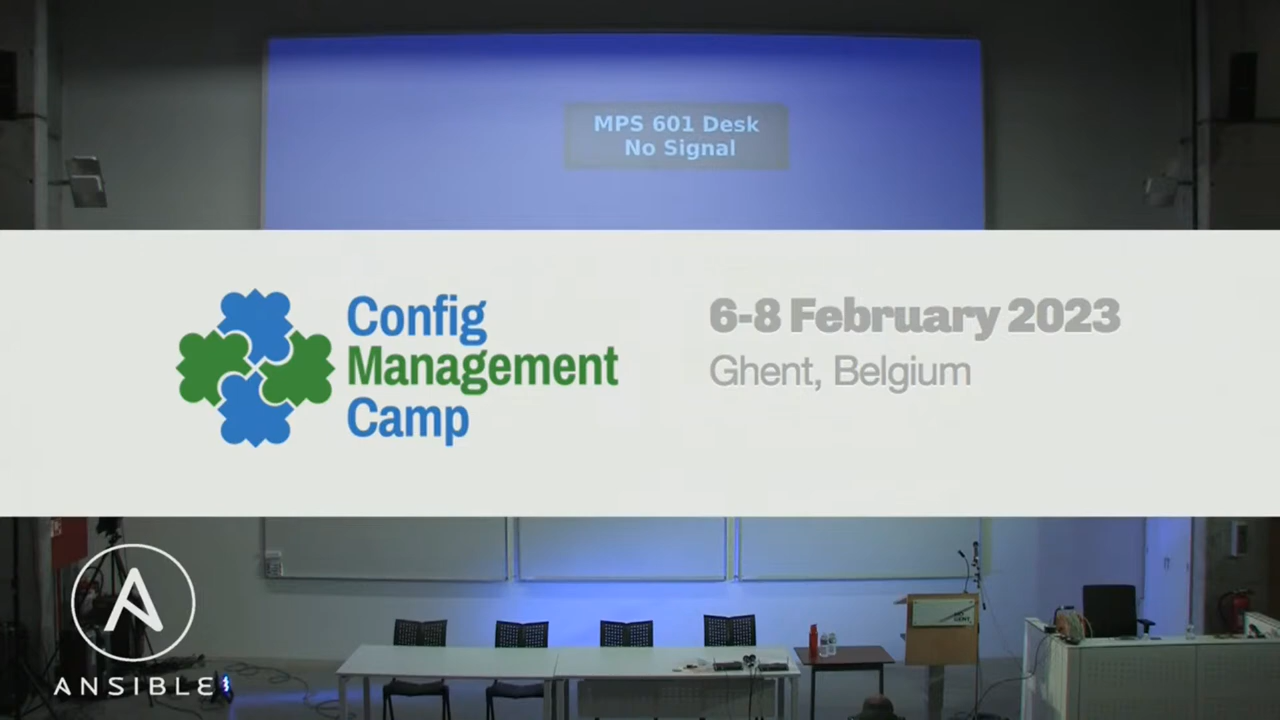 MPS 601 Desk
No Signal
Config
Management
Camp
6-8 February 2023
Ghent, Belgium
ANSIBLE